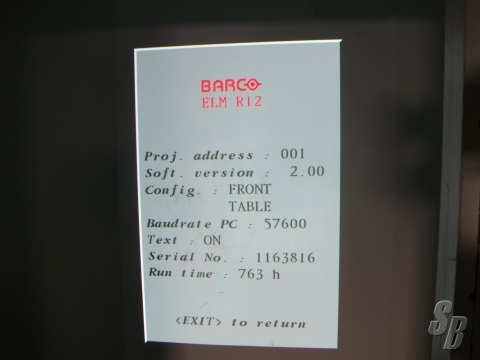 BARCO
ELM R12
Proj. address : 001
Soft. version : 2.00
Config. : FRONT
TABLE
Baudrate PC : 57600
Text : ON
Serial No. : 1163816
Run time : 763 h
<EXIT> to return
SB